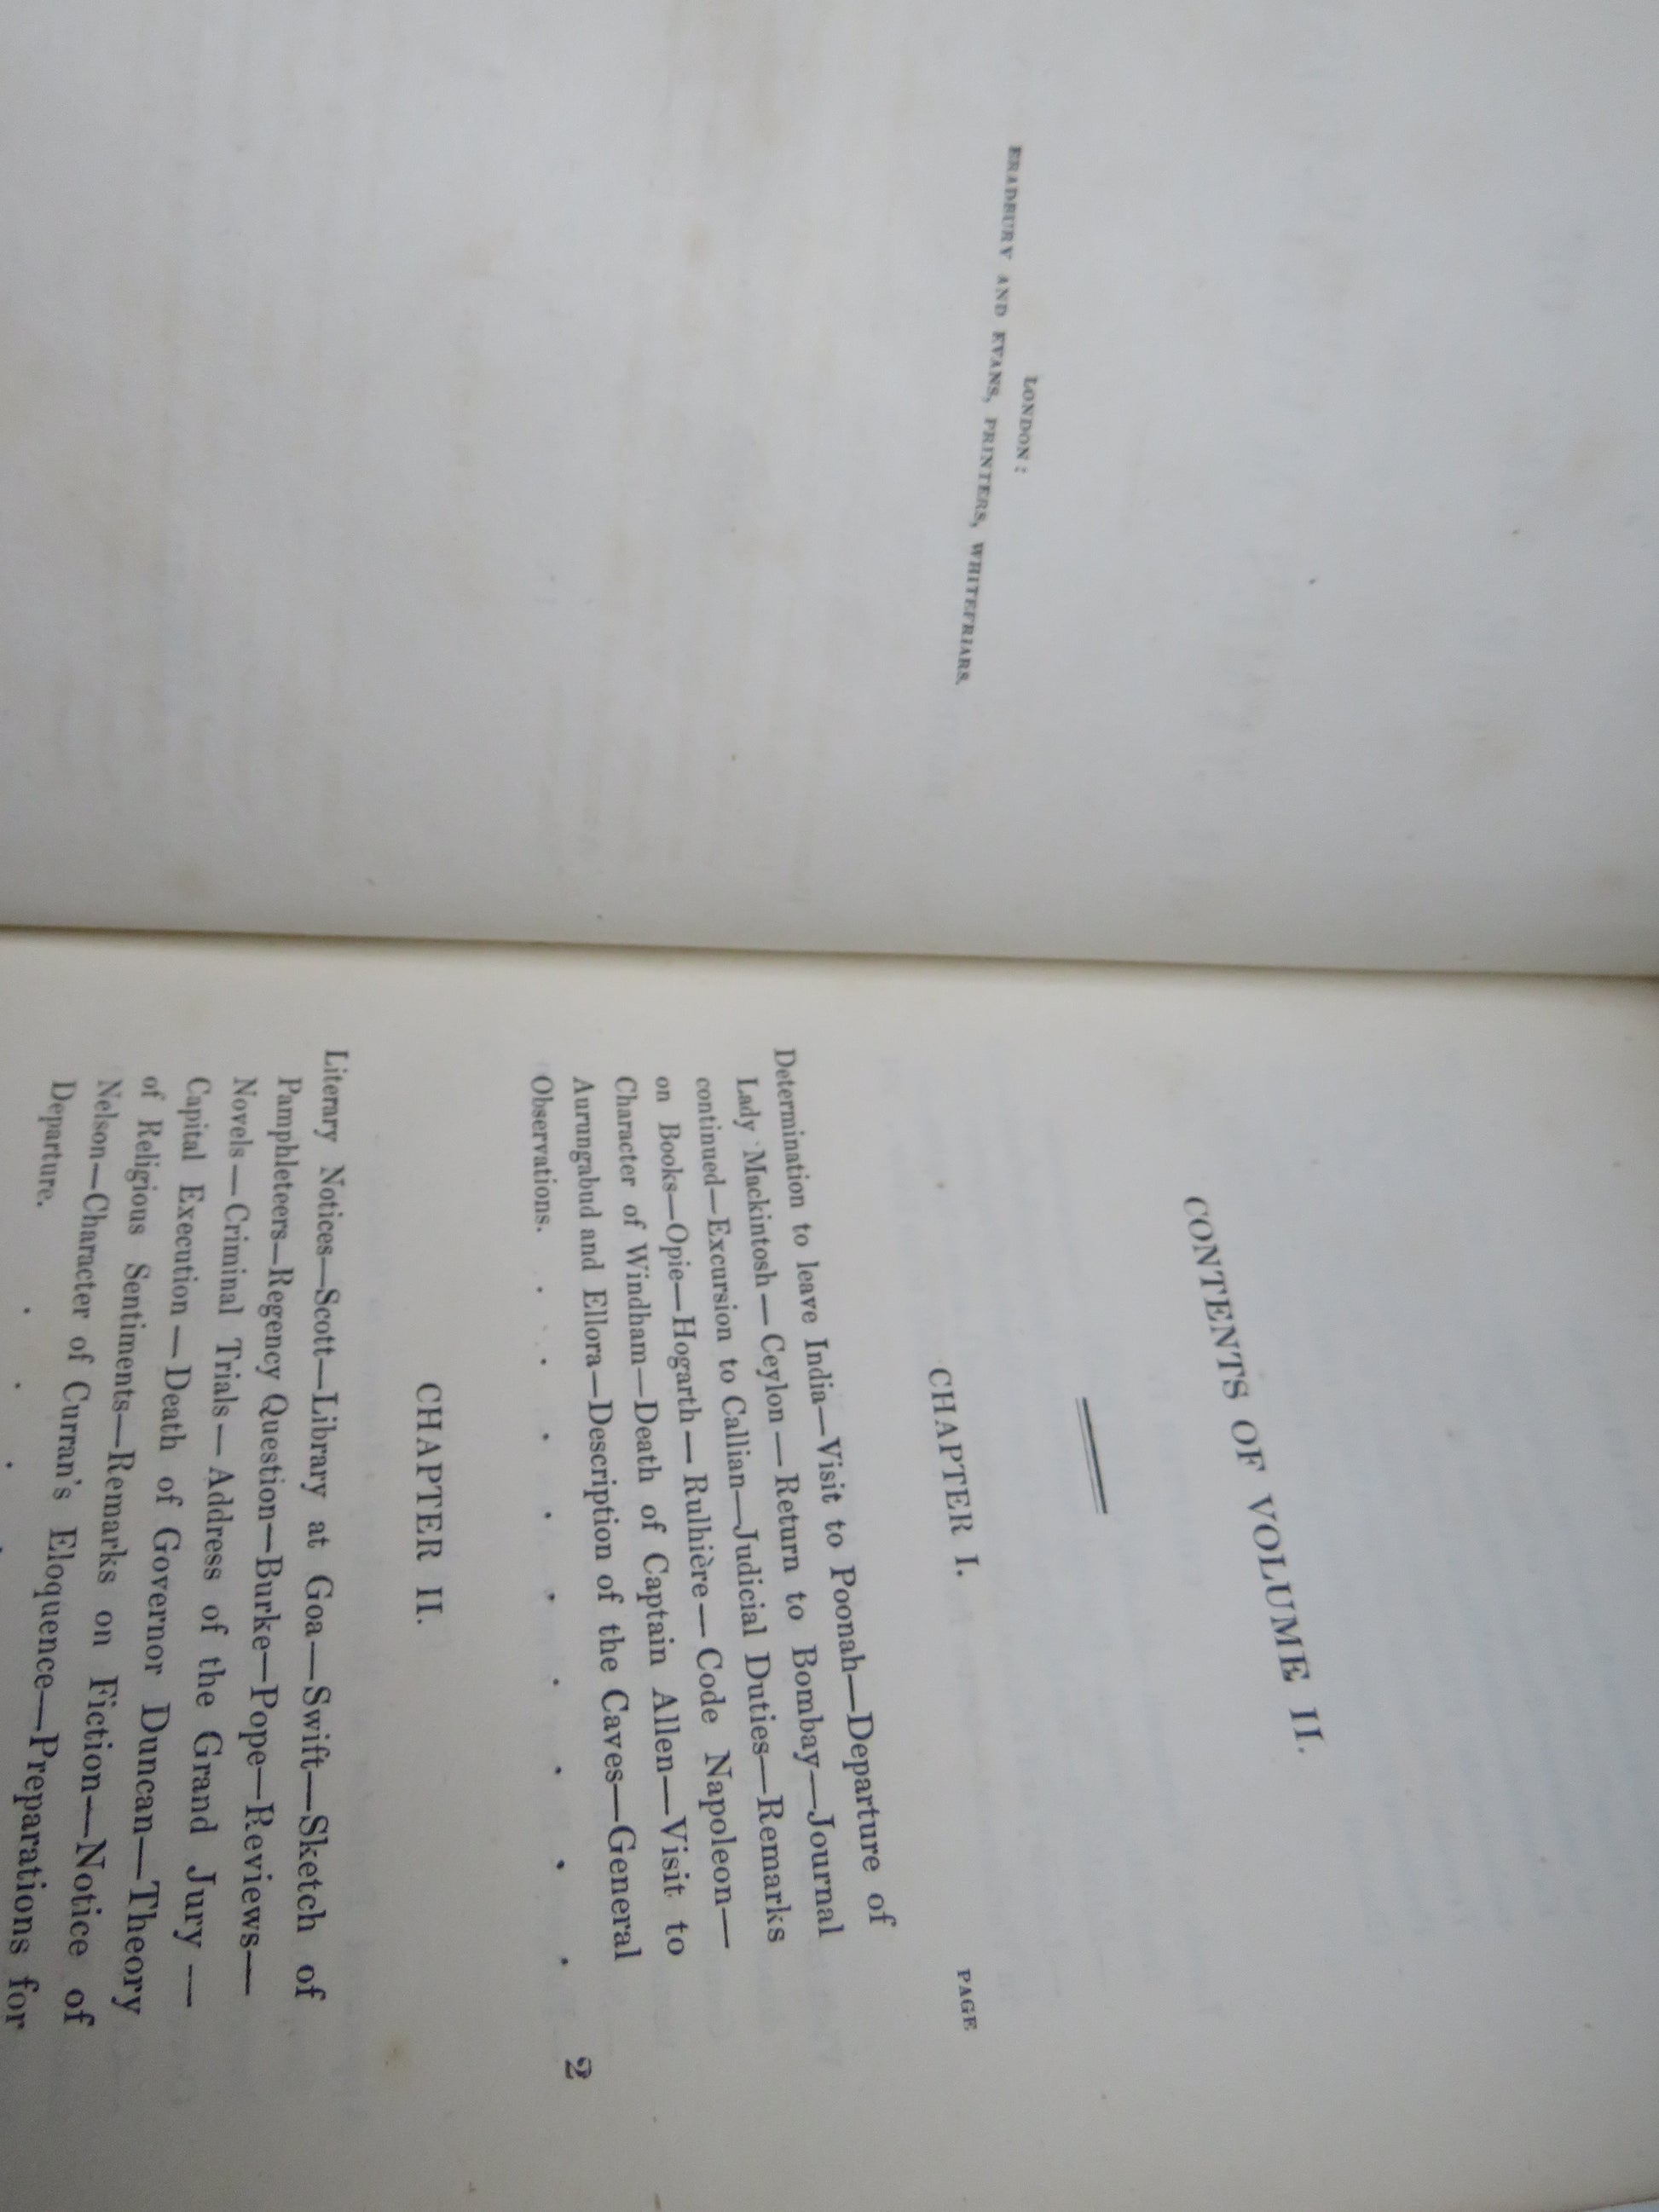 LONDON:
BRADBURY AND EVANS, PRINTERS, WHITEFRIARS.
CONTENTS OF VOLUME II.
CHAPTER I.
PAGE
Determination to leave India—Visit to Poonah—Departure of
Lady Mackintosh—Ceylon—Return to Bombay—Journal
continued—Excursion to Callian—Judicial Duties—Remarks
on Books—Opie—Hogarth—Rulhière—Code Napoleon—
Character of Windham—Death of Captain Allen—Visit to
Aurungabud and Ellora—Description of the Caves—General
Observations. . . . . . . . . . 2
CHAPTER II.
Literary Notices—Scott—Library at Goa—Swift—Sketch of
Pamphleteers—Regency Question—Burke—Pope—Reviews—
Novels—Criminal Trials—Address of the Grand Jury—
Capital Execution—Death of Governor Duncan—Theory
of Religious Sentiments—Remarks on Fiction—Notice of
Nelson—Character of Curran's Eloquence—Preparations for
Departure. . . . .